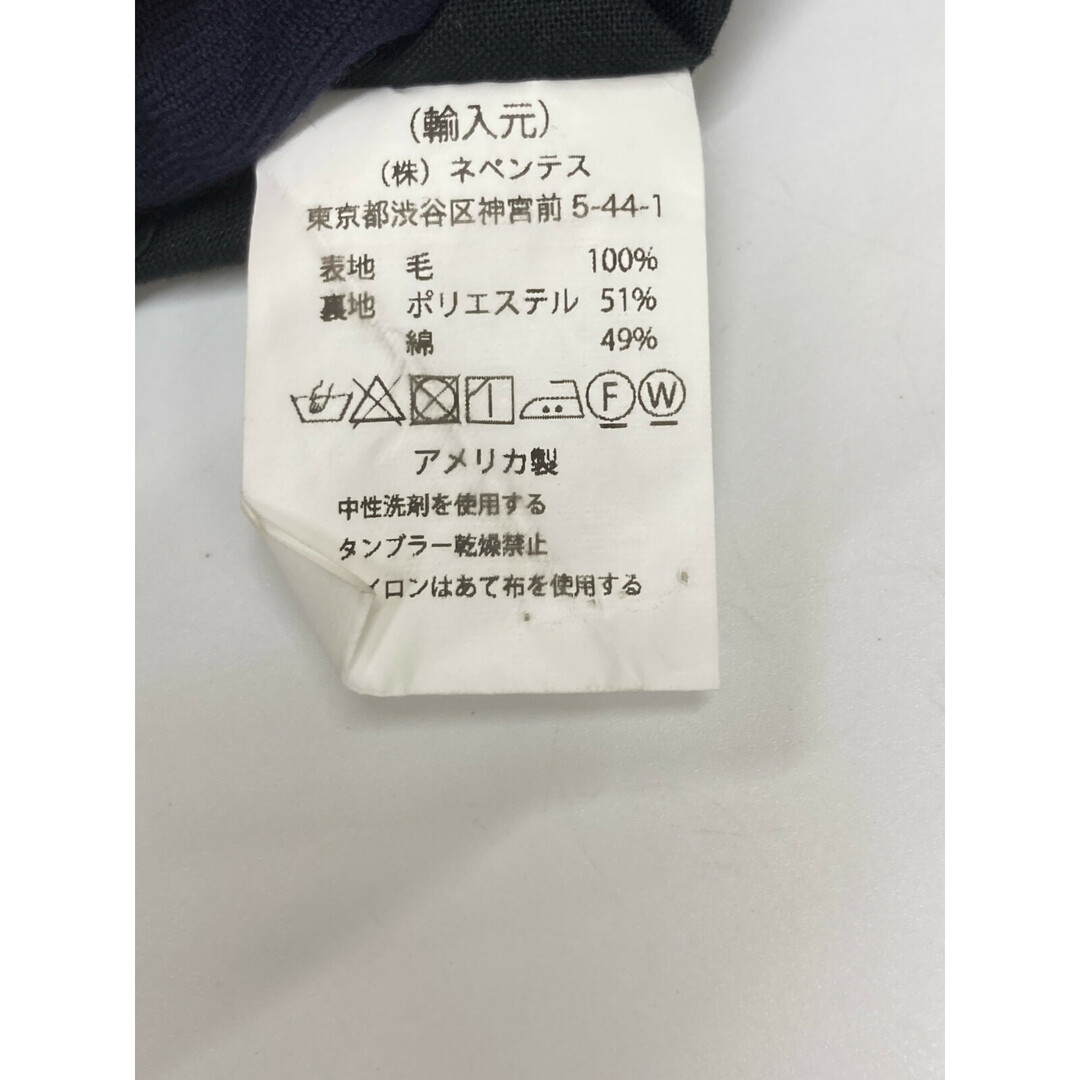 (輸入元)
(株) ネペンテス
東京都渋谷区神宮前 5-44-1
表地 毛 100%
裏地 ポリエステル 51%
綿 49%
F W
アメリカ製
中性洗剤を使用する
タンブラー乾燥禁止
イロンはあて布を使用する